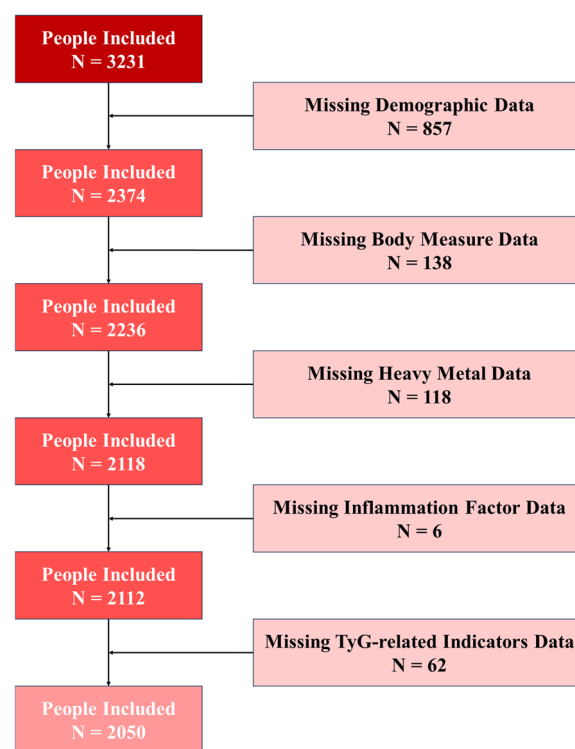 People Included
N = 3231
Missing Demographic Data
N = 857
People Included
N = 2374
Missing Body Measure Data
N = 138
People Included
N = 2236
Missing Heavy Metal Data
N = 118
People Included
N = 2118
Missing Inflammation Factor Data
N = 6
People Included
N = 2112
Missing TyG-related Indicators Data
N = 62
People Included
N = 2050